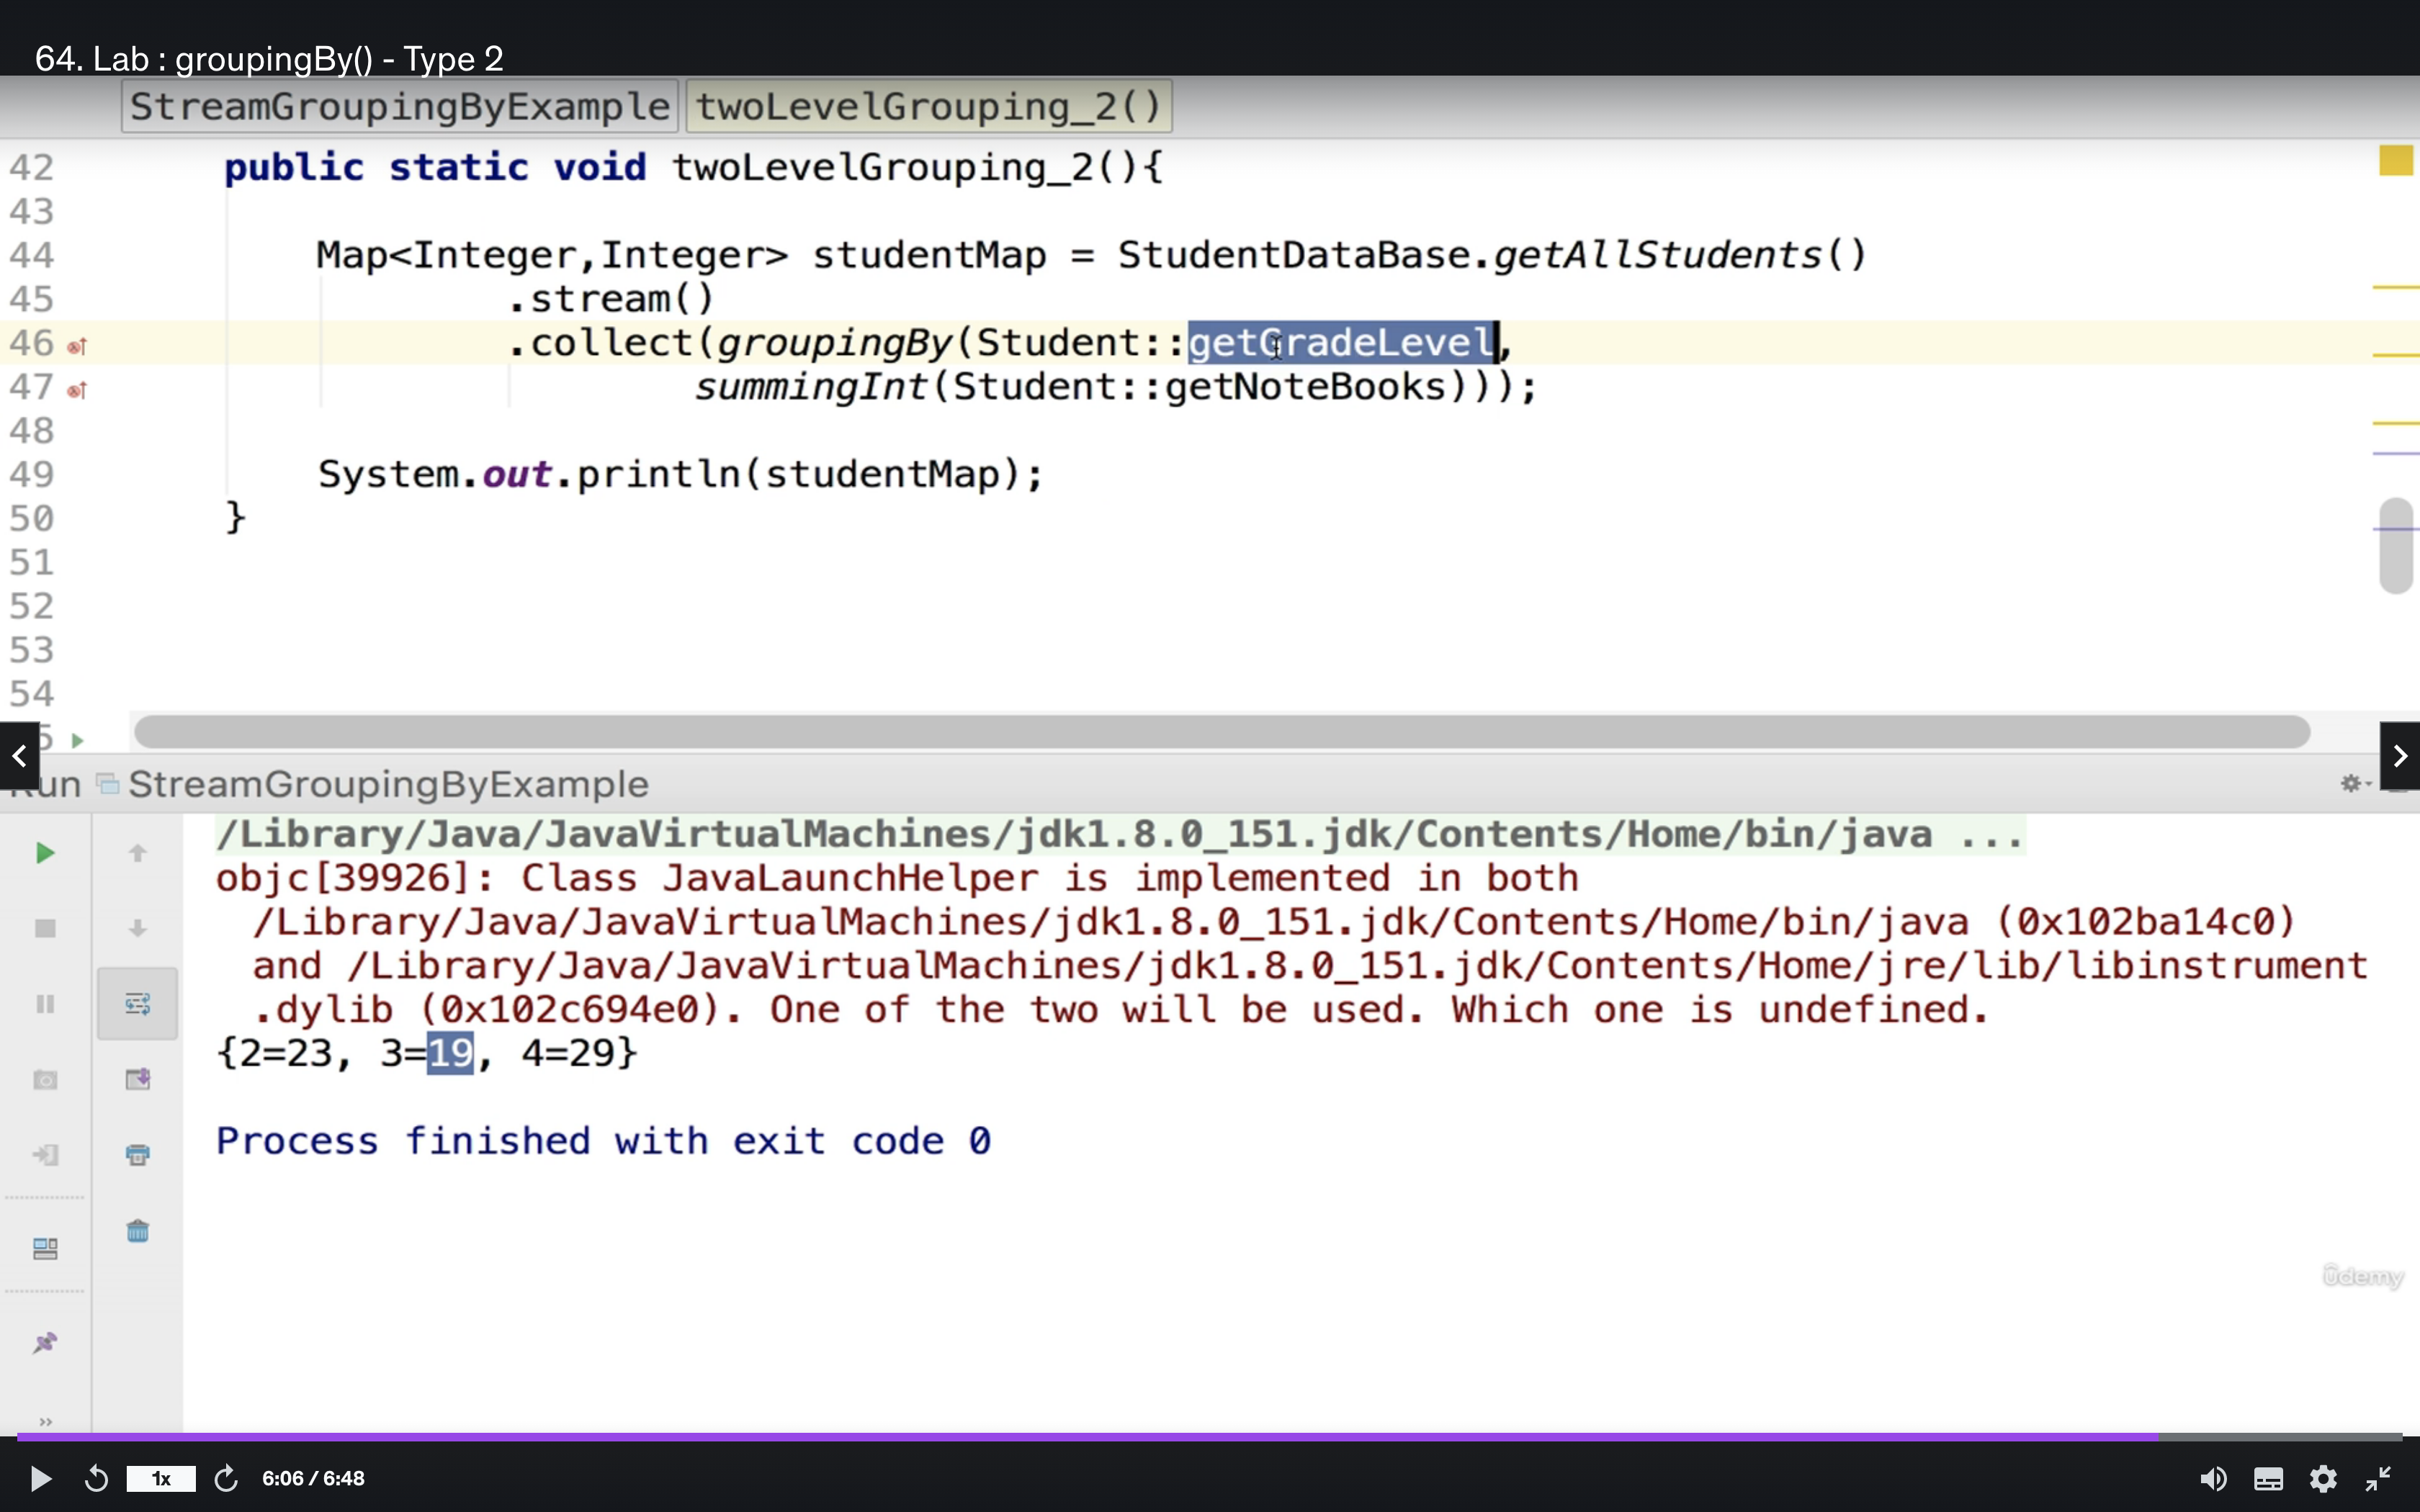 64. Lab : groupingBy() - Type 2
StreamGroupingByExample twoLevelGrouping_2()
42 public static void twoLevelGrouping_2(){
43
44 Map<Integer,Integer> studentMap = StudentDataBase.getAllStudents()
45 .stream()
46 .collect(groupingBy(Student::getGradeLevel,
47 summingInt(Student::getNoteBooks)));
48
49 System.out.println(studentMap);
50 }
51
52
53
54
5
un StreamGroupingByExample
/Library/Java/JavaVirtualMachines/jdk1.8.0_151.jdk/Contents/Home/bin/java ...
objc[39926]: Class JavaLaunchHelper is implemented in both
/Library/Java/JavaVirtualMachines/jdk1.8.0_151.jdk/Contents/Home/bin/java (0x102ba14c0)
and /Library/Java/JavaVirtualMachines/jdk1.8.0_151.jdk/Contents/Home/jre/lib/libinstrument
.dylib (0x102c694e0). One of the two will be used. Which one is undefined.
{2=23, 3=19, 4=29}
Process finished with exit code 0
ûdemy
1x 6:06 / 6:48